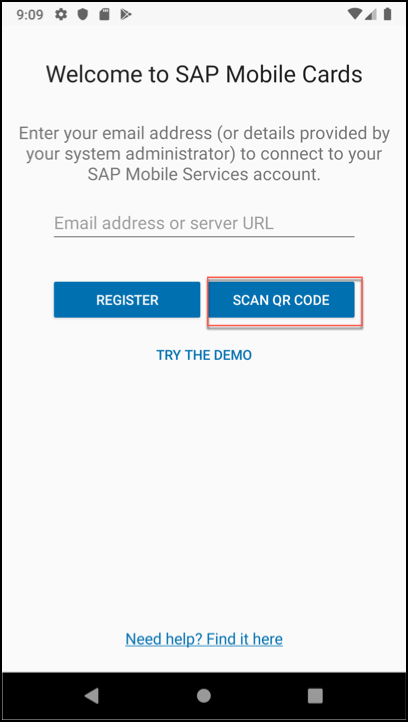 9:09
Welcome to SAP Mobile Cards
Enter your email address (or details provided by
your system administrator) to connect to your
SAP Mobile Services account.
Email address or server URL
REGISTER
SCAN QR CODE
TRY THE DEMO
Need help? Find it here